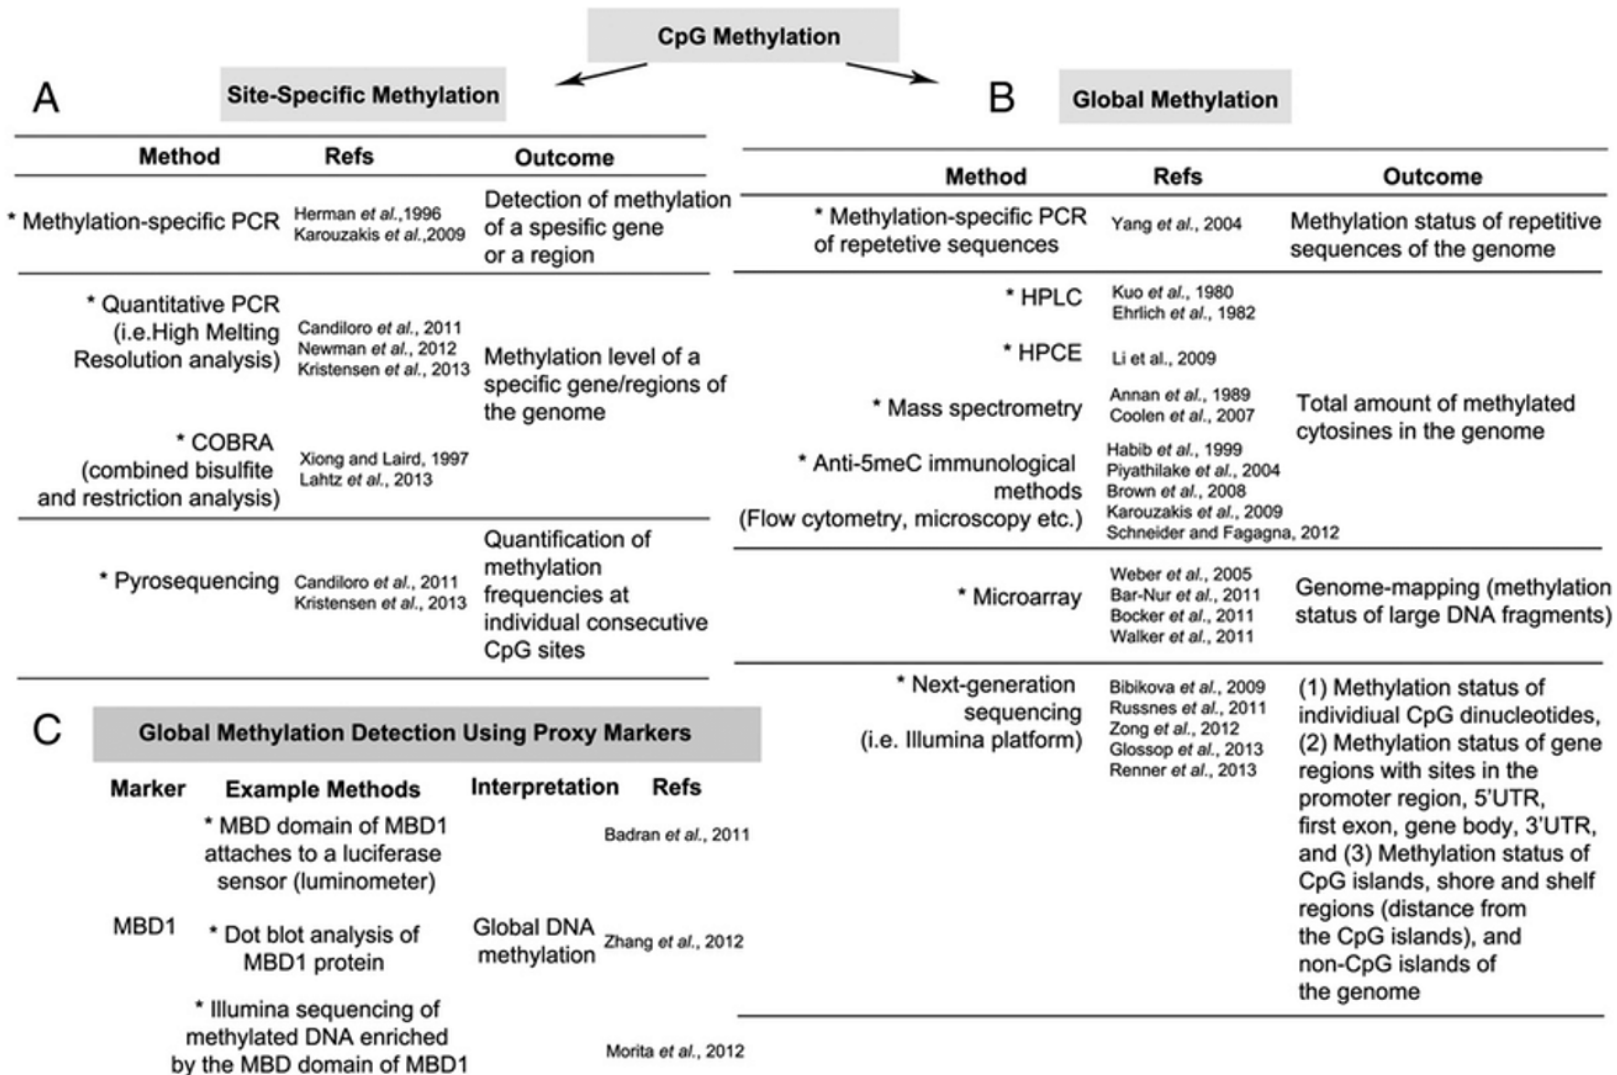 CpG Methylation
A
Site-Specific Methylation
Method Refs Outcome
* Methylation-specific PCR
Herman et al.,1996
Karouzakis et al.,2009
Detection of methylation
of a spesific gene
or a region
* Quantitative PCR
(i.e.High Melting
Resolution analysis)
Candiloro et al., 2011
Newman et al., 2012
Kristensen et al., 2013
Methylation level of a
specific gene/regions of
the genome
* COBRA
(combined bisulfite
and restriction analysis)
Xiong and Laird, 1997
Lahtz et al., 2013
* Pyrosequencing
Candiloro et al., 2011
Kristensen et al., 2013
Quantification of
methylation
frequencies at
individual consecutive
CpG sites
B
Global Methylation
Method Refs Outcome
* Methylation-specific PCR
of repetetive sequences
Yang et al., 2004
Methylation status of repetitive
sequences of the genome
* HPLC
Kuo et al., 1980
Ehrlich et al., 1982
* HPCE
Li et al., 2009
* Mass spectrometry
Annan et al., 1989
Coolen et al., 2007
Total amount of methylated
cytosines in the genome
* Anti-5meC immunological
methods
(Flow cytometry, microscopy etc.)
Habib et al., 1999
Piyathilake et al., 2004
Brown et al., 2008
Karouzakis et al., 2009
Schneider and Fagagna, 2012
* Microarray
Weber et al., 2005
Bar-Nur et al., 2011
Bocker et al., 2011
Walker et al., 2011
Genome-mapping (methylation
status of large DNA fragments)
* Next-generation
sequencing
(i.e. Illumina platform)
Bibikova et al., 2009
Russnes et al., 2011
Zong et al., 2012
Glossop et al., 2013
Renner et al., 2013
(1) Methylation status of
individiual CpG dinucleotides,
(2) Methylation status of gene
regions with sites in the
promoter region, 5'UTR,
first exon, gene body, 3'UTR,
and (3) Methylation status of
CpG islands, shore and shelf
regions (distance from
the CpG islands), and
non-CpG islands of
the genome
C
Global Methylation Detection Using Proxy Markers
Marker Example Methods Interpretation Refs
* MBD domain of MBD1
attaches to a luciferase
sensor (luminometer)
Badran et al., 2011
MBD1
* Dot blot analysis of
MBD1 protein
Global DNA
methylation
Zhang et al., 2012
* Illumina sequencing of
methylated DNA enriched
by the MBD domain of MBD1
Morita et al., 2012